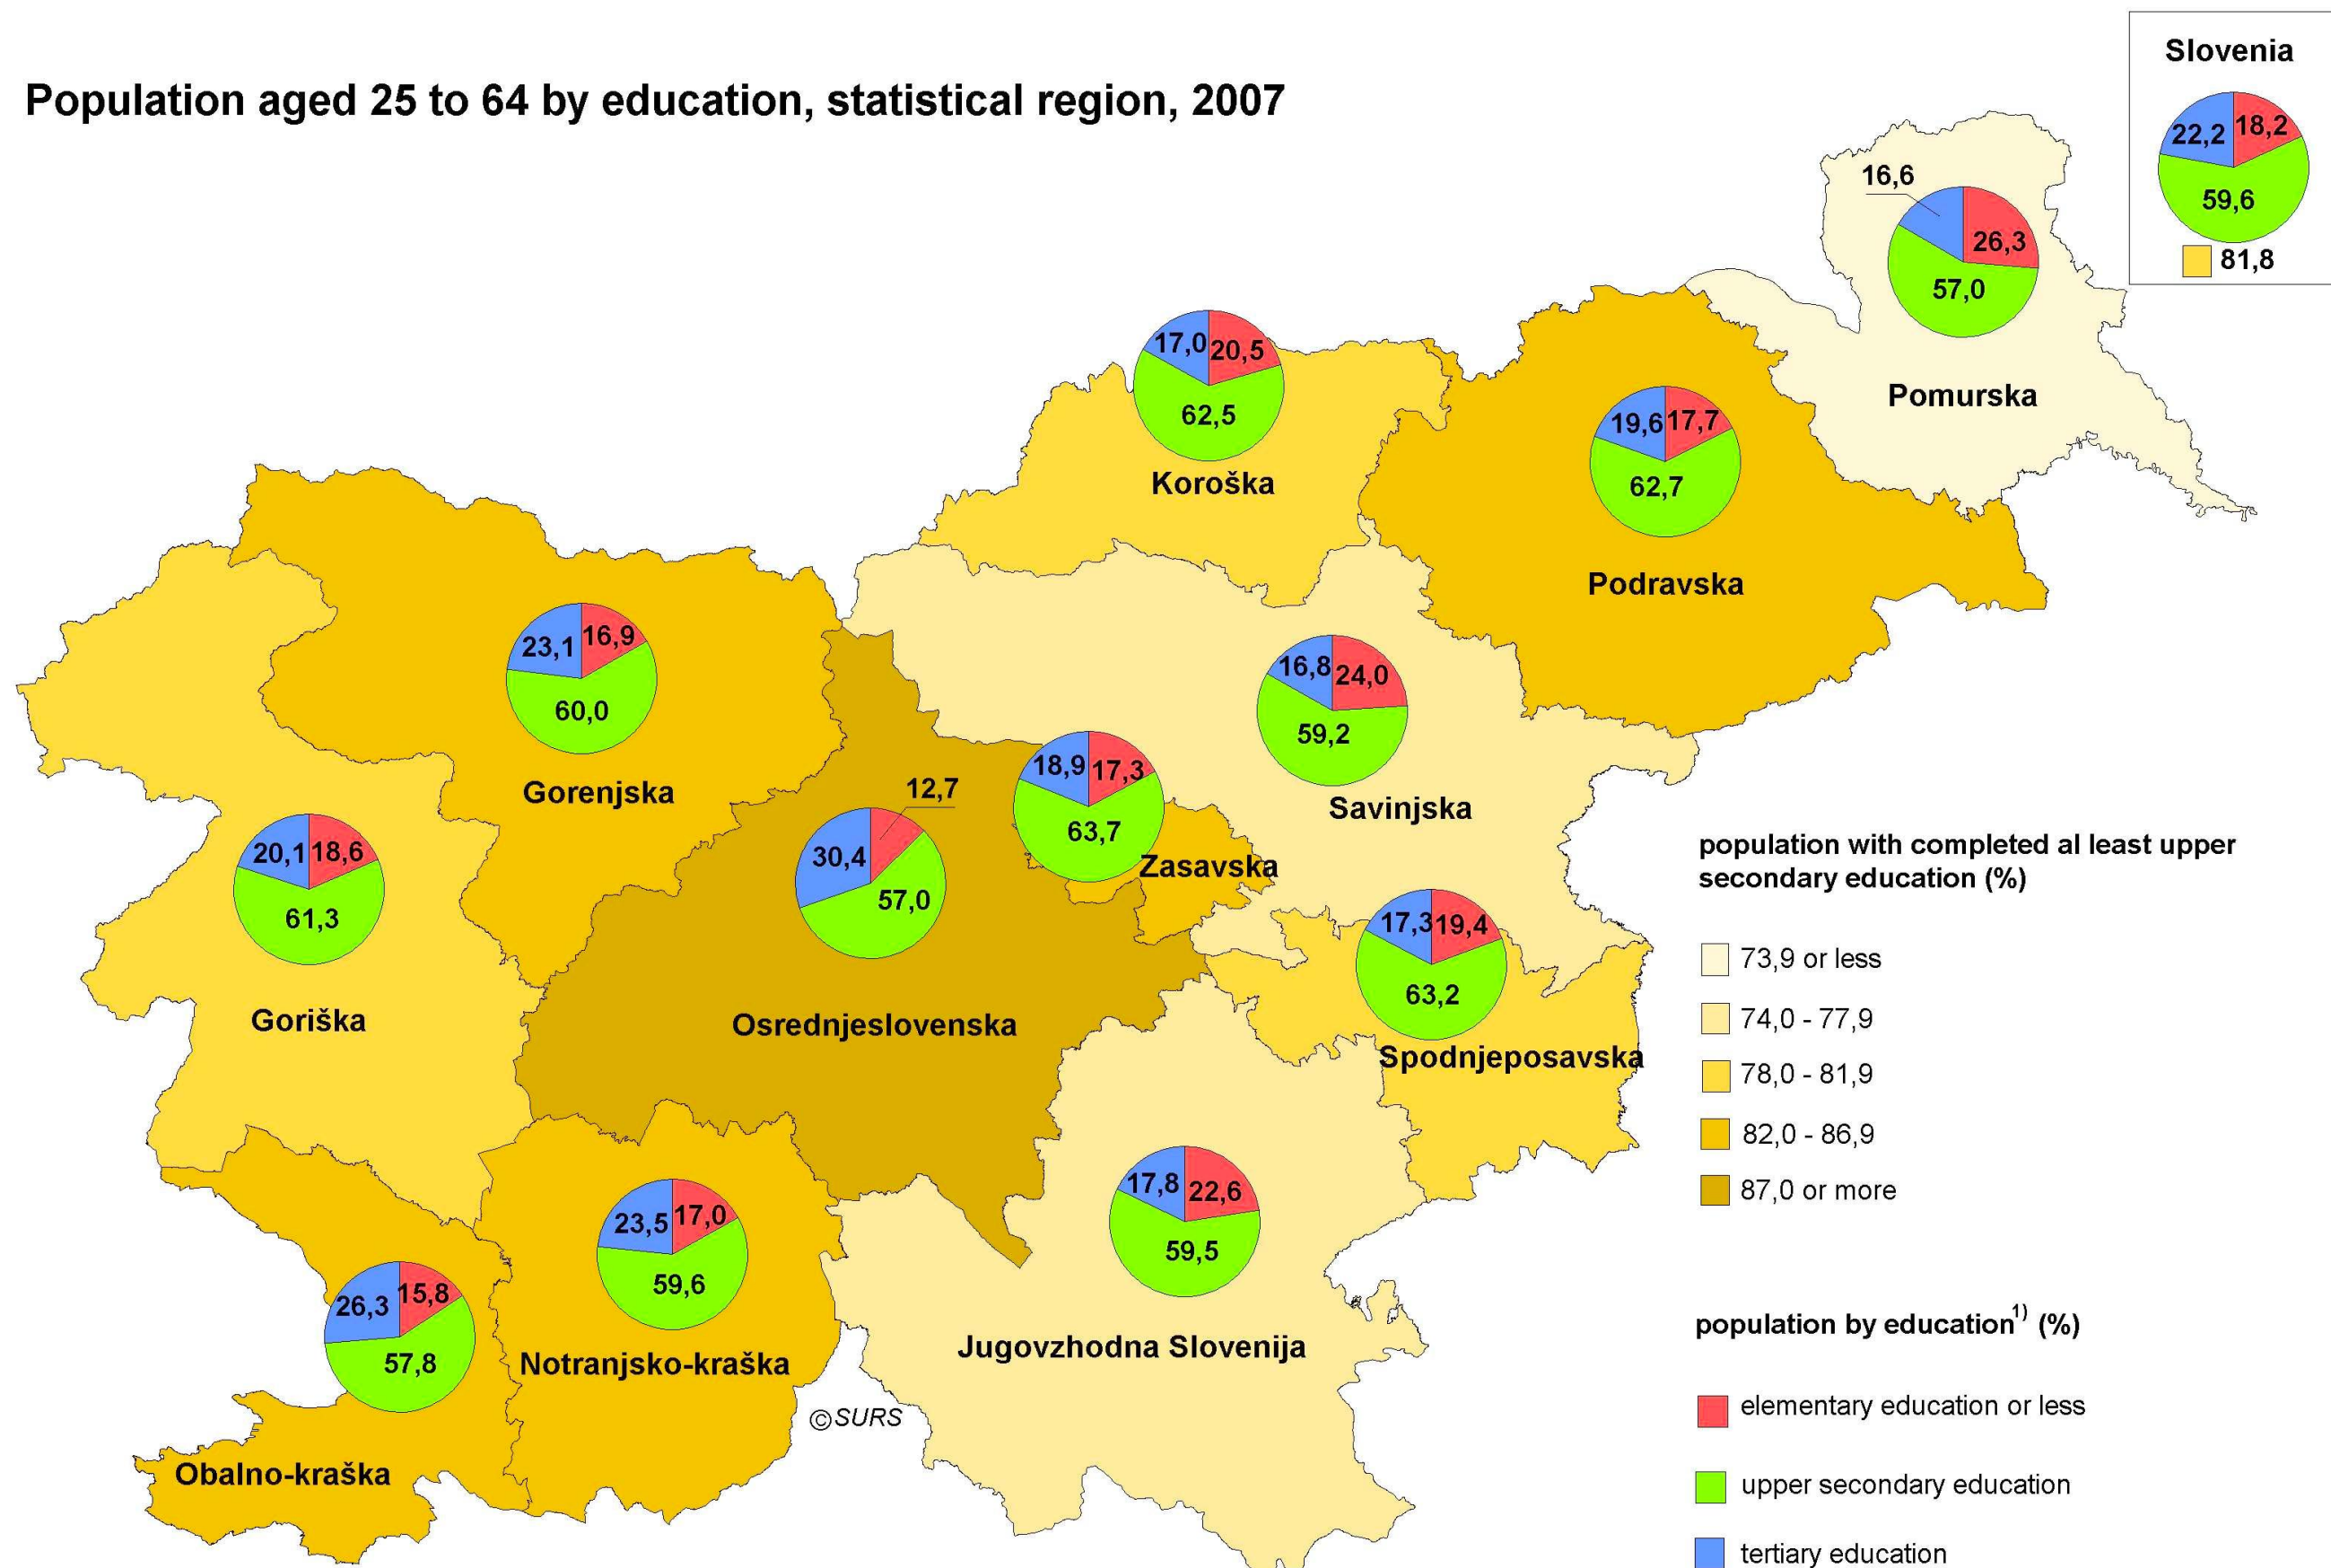 Population aged 25 to 64 by education, statistical region, 2007
Slovenia
22,2
18,2
59,6
81,8
16,6
26,3
57,0
Pomurska
17,0
20,5
62,5
Koroška
19,6
17,7
62,7
Podravska
23,1
16,9
60,0
Gorenjska
16,8
24,0
59,2
Savinjska
18,9
17,3
63,7
Zasavska
12,7
30,4
57,0
Osrednjeslovenska
20,1
18,6
61,3
Goriška
17,3
19,4
63,2
Spodnjeposavska
17,8
22,6
59,5
Jugovzhodna Slovenija
23,5
17,0
59,6
Notranjsko-kraška
26,3
15,8
57,8
Obalno-kraška
©SURS
population with completed al least upper
secondary education (%)
73,9 or less
74,0 - 77,9
78,0 - 81,9
82,0 - 86,9
87,0 or more
population by education1) (%)
elementary education or less
upper secondary education
tertiary education